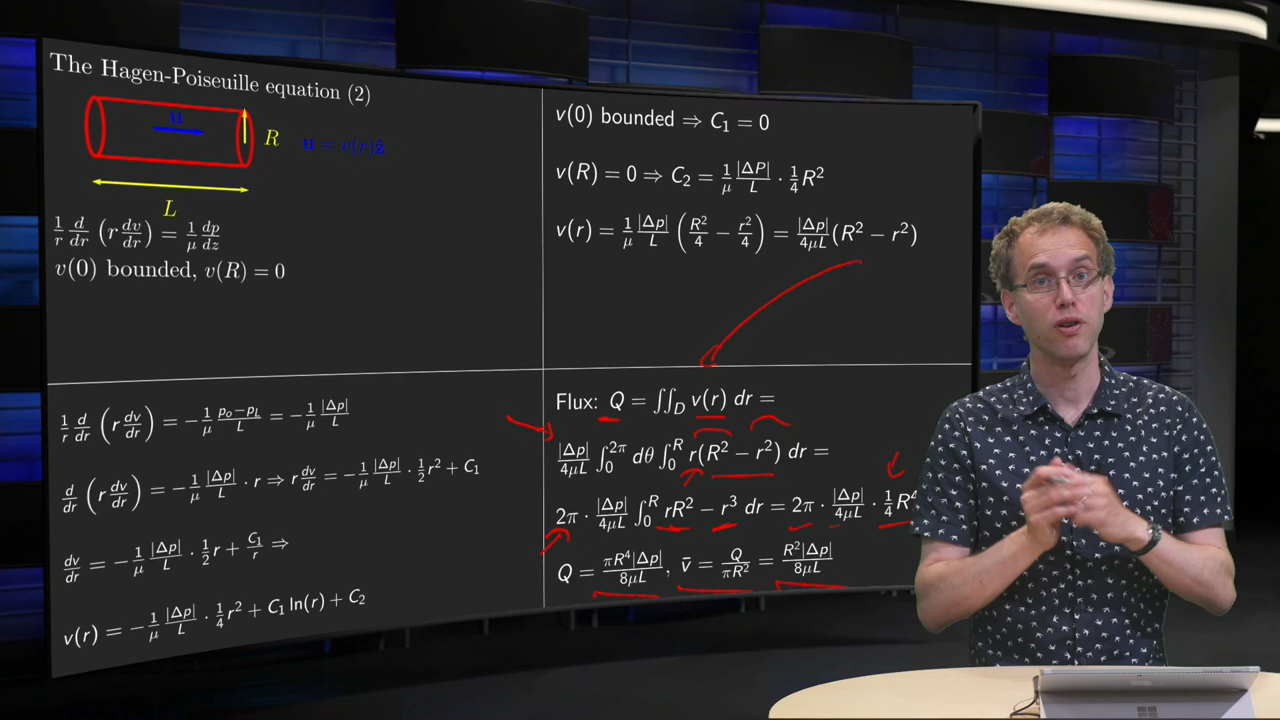 The Hagen-Poiseuille equation (2)
u
R
u = v(r)ẑ
L
1/r d/dr (r dv/dr) = 1/μ dp/dz
v(0) bounded, v(R) = 0
1/r d/dr (r dv/dr) = −1/μ (p₀−p_L)/L = −1/μ |Δp|/L
d/dr (r dv/dr) = −1/μ |Δp|/L · r ⇒ r dv/dr = −1/μ |Δp|/L · 1/2 r² + C₁
dv/dr = −1/μ |Δp|/L · 1/2 r + C₁/r ⇒
v(r) = −1/μ |Δp|/L · 1/4 r² + C₁ ln(r) + C₂
v(0) bounded ⇒ C₁ = 0
v(R) = 0 ⇒ C₂ = 1/μ |ΔP|/L · 1/4 R²
v(r) = 1/μ |Δp|/L (R²/4 − r²/4) = |Δp|/4μL (R² − r²)
Flux: Q = ∬_D v(r) dr =
|Δp|/4μL ∫₀^2π dθ ∫₀^R r(R² − r²) dr =
2π · |Δp|/4μL ∫₀^R rR² − r³ dr = 2π · |Δp|/4μL · 1/4 R⁴
Q = πR⁴|Δp|/8μL, v̄ = Q/πR² = R²|Δp|/8μL